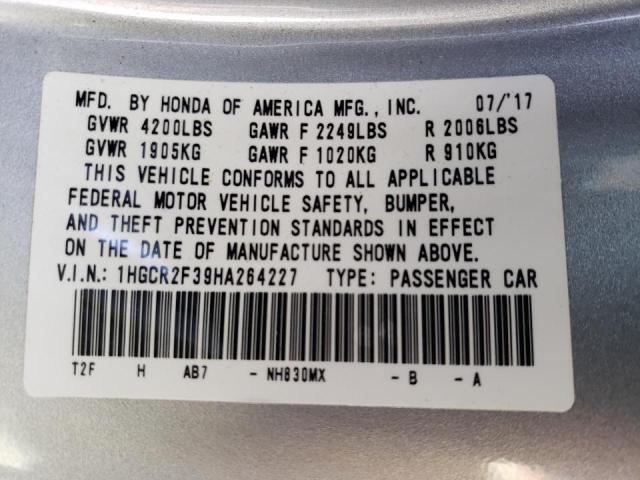 MFD. BY HONDA OF AMERICA MFG., INC. 07/'17
GVWR 4200LBS GAWR F 2249LBS R 2006LBS
GVWR 1905KG GAWR F 1020KG R 910KG
THIS VEHICLE CONFORMS TO ALL APPLICABLE
FEDERAL MOTOR VEHICLE SAFETY, BUMPER,
AND THEFT PREVENTION STANDARDS IN EFFECT
ON THE DATE OF MANUFACTURE SHOWN ABOVE.
V.I.N.: 1HGCR2F39HA264227 TYPE: PASSENGER CAR
T2F H AB7 - NH830MX - B - A